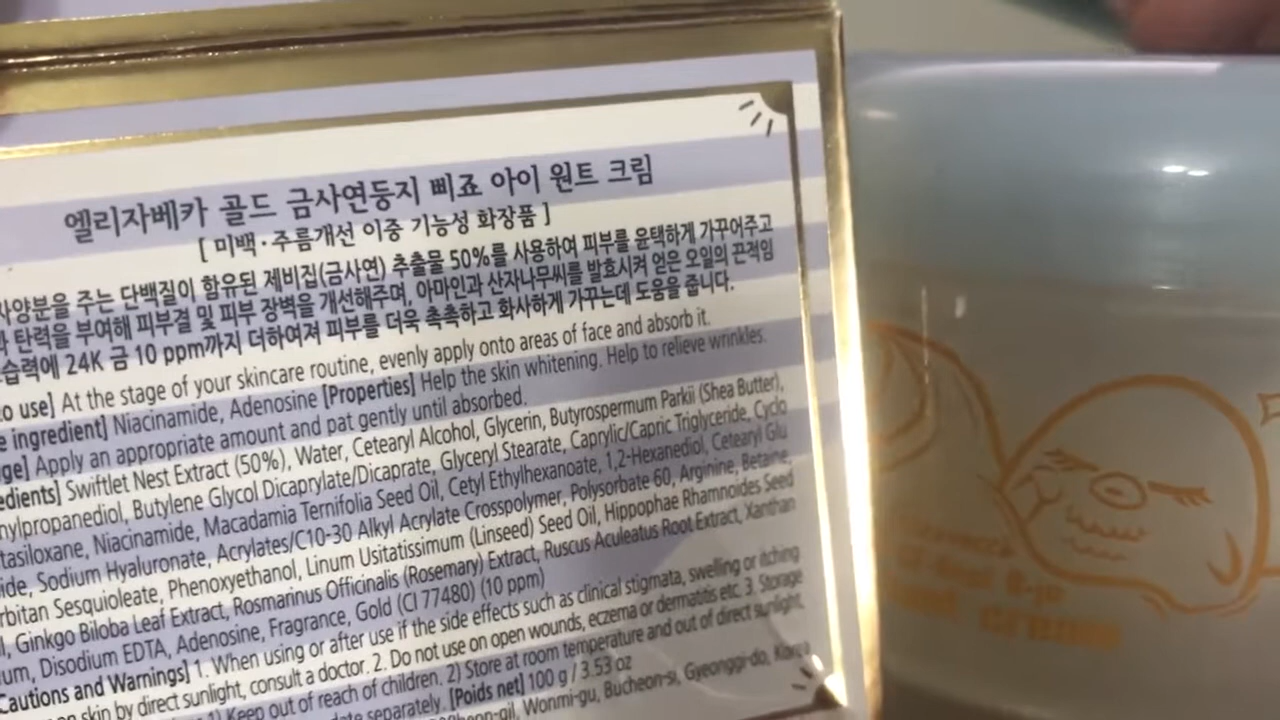 엘리자베카 골드 금사연둥지 삐죠 아이 원트 크림
[ 미백·주름개선 이중 기능성 화장품 ]
사양분을 주는 단백질이 함유된 제비집(금사연) 추출물 50%를 사용하여 피부를 윤택하게 가꾸어주고
탄력을 부여해 피부결 및 피부 장벽을 개선해주며, 아마인과 산자나무씨를 발효시켜 얻은 오일의 끈적임
습력에 24K 금 10 ppm까지 더하여져 피부를 더욱 촉촉하고 화사하게 가꾸는데 도움을 줍니다.
to use] At the stage of your skincare routine, evenly apply onto areas of face and absorb it.
e ingredient] Niacinamide, Adenosine [Properties] Help the skin whitening. Help to relieve wrinkles.
ge] Apply an appropriate amount and pat gently until absorbed.
edients] Swiftlet Nest Extract (50%), Water, Cetearyl Alcohol, Glycerin, Butyrospermum Parkii (Shea Butter),
nylpropanediol, Butylene Glycol Dicaprylate/Dicaprate, Glyceryl Stearate, Caprylic/Capric Triglyceride, Cyclo
tasiloxane, Niacinamide, Macadamia Ternifolia Seed Oil, Cetyl Ethylhexanoate, 1,2-Hexanediol, Cetearyl Glu
ide, Sodium Hyaluronate, Acrylates/C10-30 Alkyl Acrylate Crosspolymer, Polysorbate 60, Arginine, Betaine,
rbitan Sesquioleate, Phenoxyethanol, Linum Usitatissimum (Linseed) Seed Oil, Hippophae Rhamnoides Seed
l, Ginkgo Biloba Leaf Extract, Rosmarinus Officinalis (Rosemary) Extract, Ruscus Aculeatus Root Extract, Xanthan
um, Disodium EDTA, Adenosine, Fragrance, Gold (CI 77480) (10 ppm)
Cautions and Warnings] 1. When using or after use if the side effects such as clinical stigmata, swelling or itching
on skin by direct sunlight, consult a doctor. 2. Do not use on open wounds, eczema or dermatitis etc. 3. Storage
1) Keep out of reach of children. 2) Store at room temperature and out of direct sunlight,
separately. [Poids net] 100 g / 3.53 oz
Wonmi-gu, Bucheon-si, Gyeonggi-do, Korea